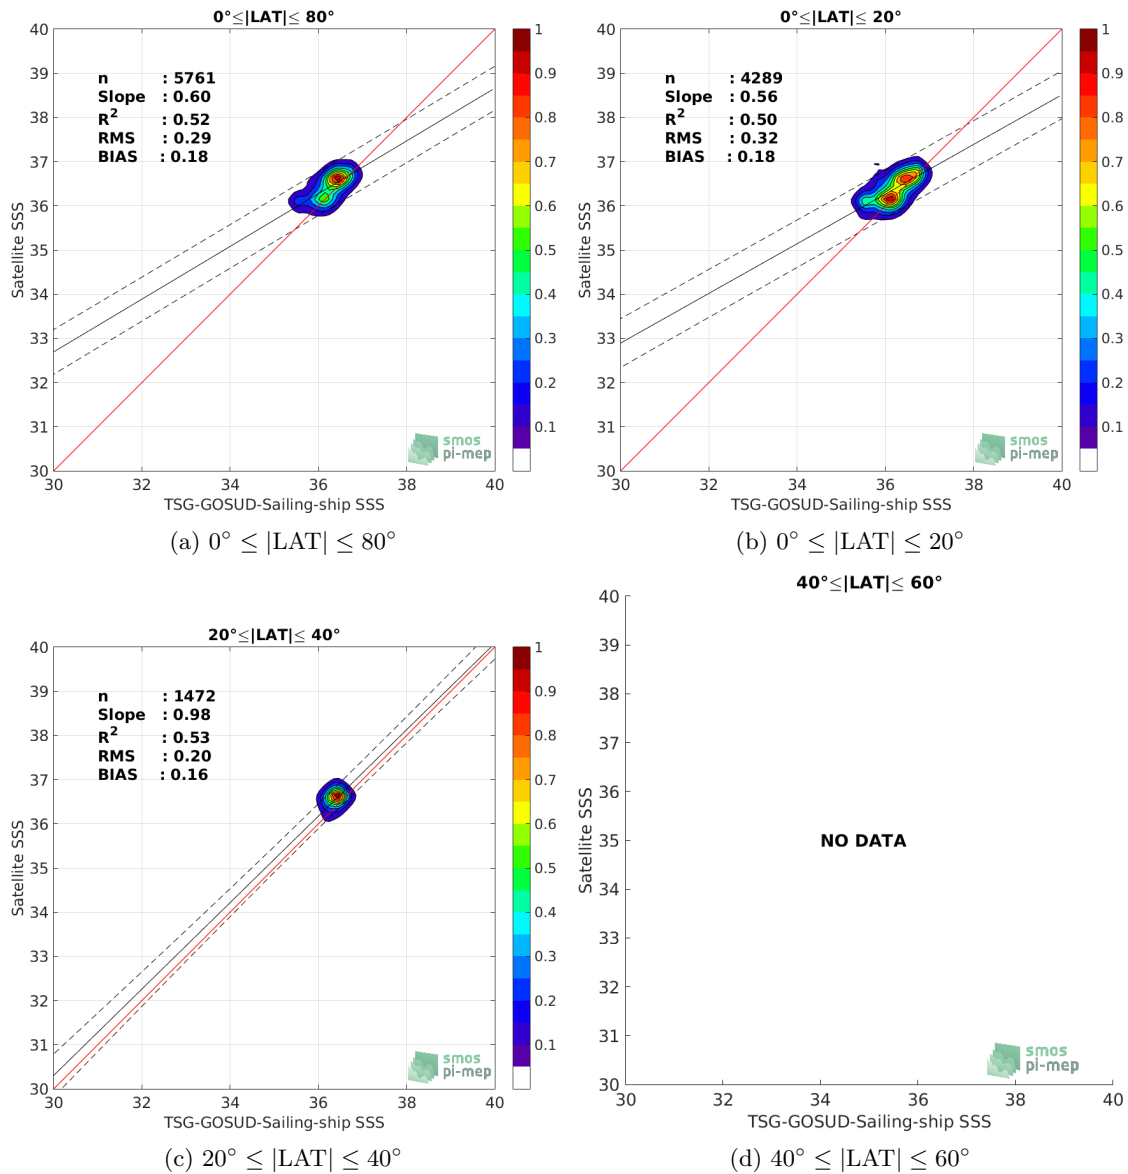 0°≤|LAT|≤ 80°
40
39
38
37
36
35
34
33
32
31
30
30
32
34
36
38
40
Satellite SSS
TSG-GOSUD-Sailing-ship SSS
n : 5761
Slope : 0.60
R² : 0.52
RMS : 0.29
BIAS : 0.18
1
0.9
0.8
0.7
0.6
0.5
0.4
0.3
0.2
0.1
smos
pi-mep
(a) 0° ≤ |LAT| ≤ 80°
0°≤|LAT|≤ 20°
40
39
38
37
36
35
34
33
32
31
30
30
32
34
36
38
40
Satellite SSS
TSG-GOSUD-Sailing-ship SSS
n : 4289
Slope : 0.56
R² : 0.50
RMS : 0.32
BIAS : 0.18
1
0.9
0.8
0.7
0.6
0.5
0.4
0.3
0.2
0.1
smos
pi-mep
(b) 0° ≤ |LAT| ≤ 20°
20°≤|LAT|≤ 40°
40
39
38
37
36
35
34
33
32
31
30
30
32
34
36
38
40
Satellite SSS
TSG-GOSUD-Sailing-ship SSS
n : 1472
Slope : 0.98
R² : 0.53
RMS : 0.20
BIAS : 0.16
1
0.9
0.8
0.7
0.6
0.5
0.4
0.3
0.2
0.1
smos
pi-mep
(c) 20° ≤ |LAT| ≤ 40°
40°≤|LAT|≤ 60°
40
39
38
37
36
35
34
33
32
31
30
30
32
34
36
38
40
Satellite SSS
TSG-GOSUD-Sailing-ship SSS
NO DATA
smos
pi-mep
(d) 40° ≤ |LAT| ≤ 60°